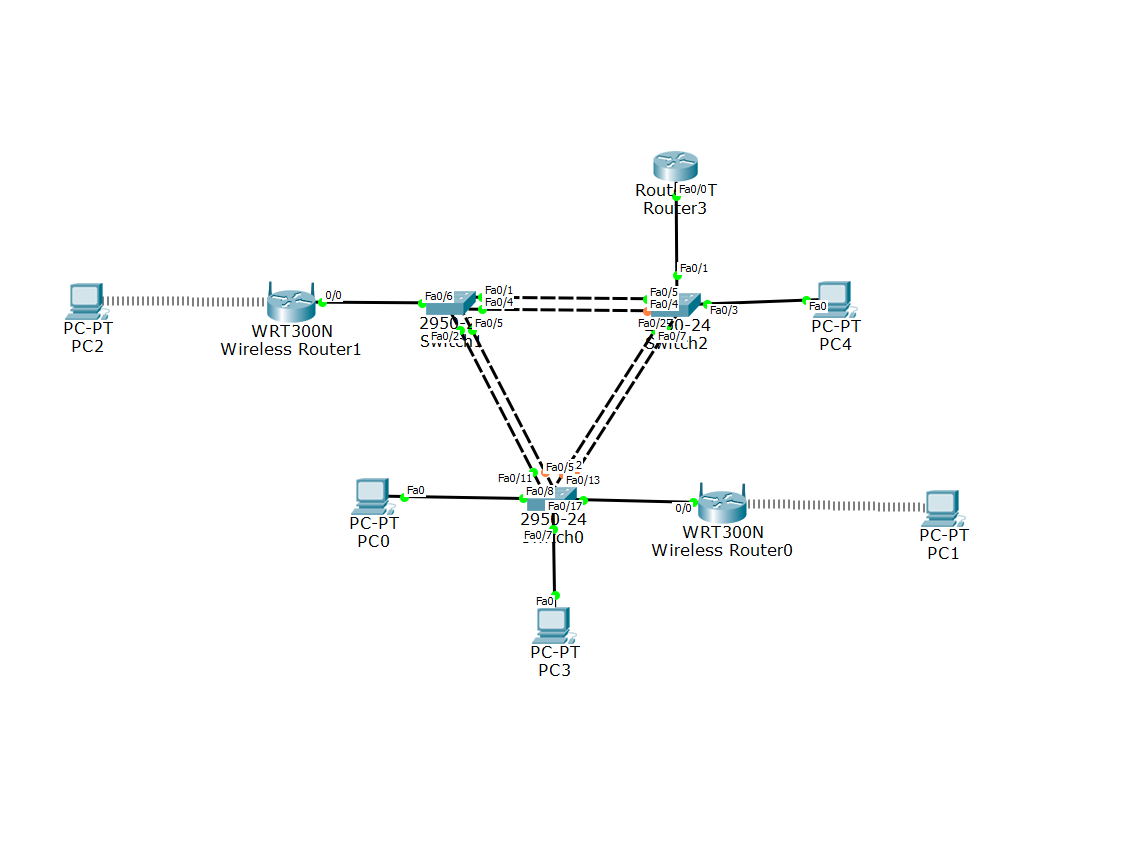 Fa0/0
Router3
Fa0/1
PC-PT
PC2
0/0
WRT300N
Wireless Router1
Fa0/6
Fa0/1
Fa0/4
Fa0/5
Fa0/5
Fa0/4
Fa0/7
Fa0/3
Fa0
PC-PT
PC4
Fa0/11
Fa0/5
Fa0/13
Fa0
PC-PT
PC0
Fa0/8
Fa0/17
2950-24
Fa0/7
0/0
WRT300N
Wireless Router0
PC-PT
PC1
Fa0
PC-PT
PC3